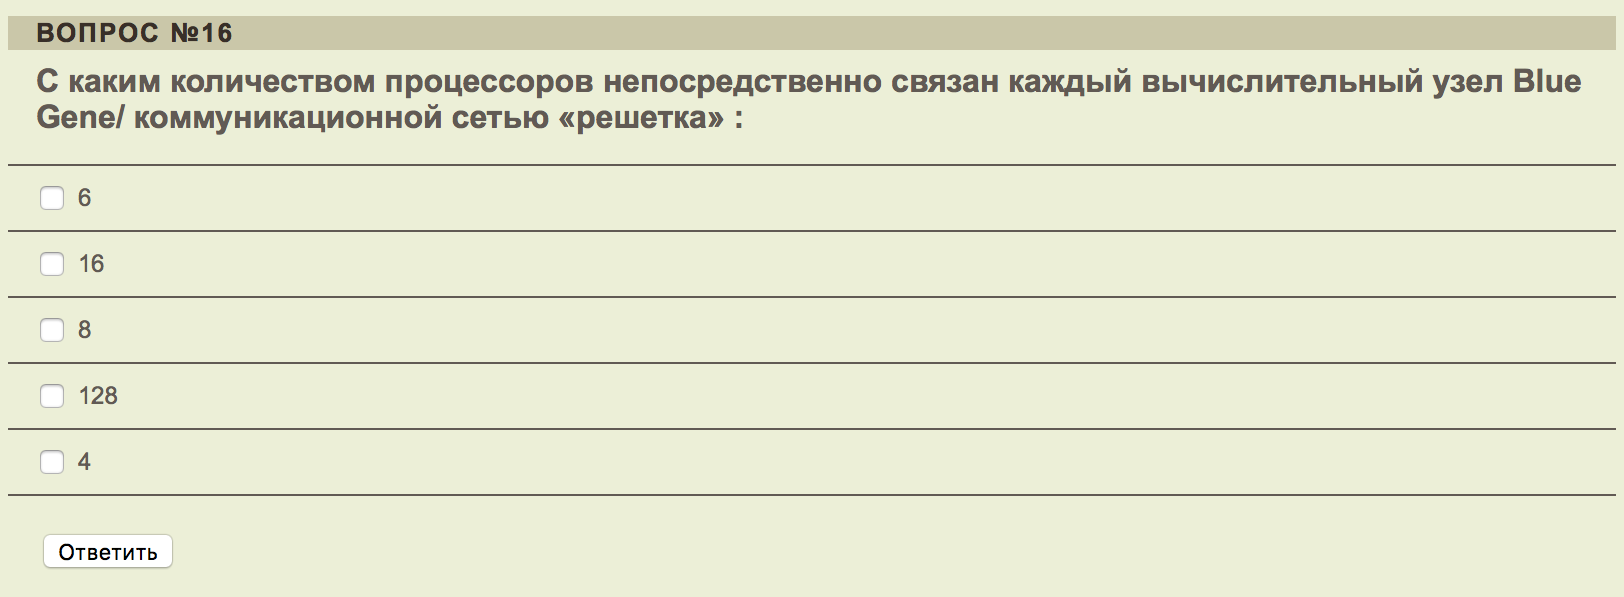 ВОПРОС №16
С каким количеством процессоров непосредственно связан каждый вычислительный узел Blue
Gene/ коммуникационной сетью «решетка» :
6
16
8
128
4
Ответить